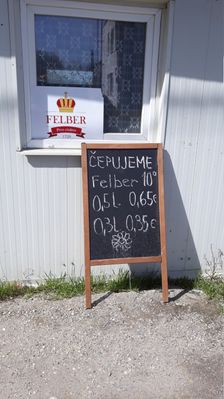 FELBER
ČEPUJEME
Felber 10°
0,5L 0,65€
0,3L 0,35€